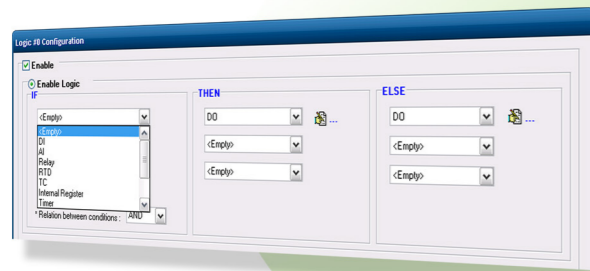 Logic #0 Configuration
Enable
Enable Logic
IF
<Empty>
<Empty>
DI
AI
Relay
RTD
TC
Internal Register
Timer
* Relation between conditions : AND
THEN
DO ...
<Empty>
<Empty>
ELSE
DO ...
<Empty>
<Empty>